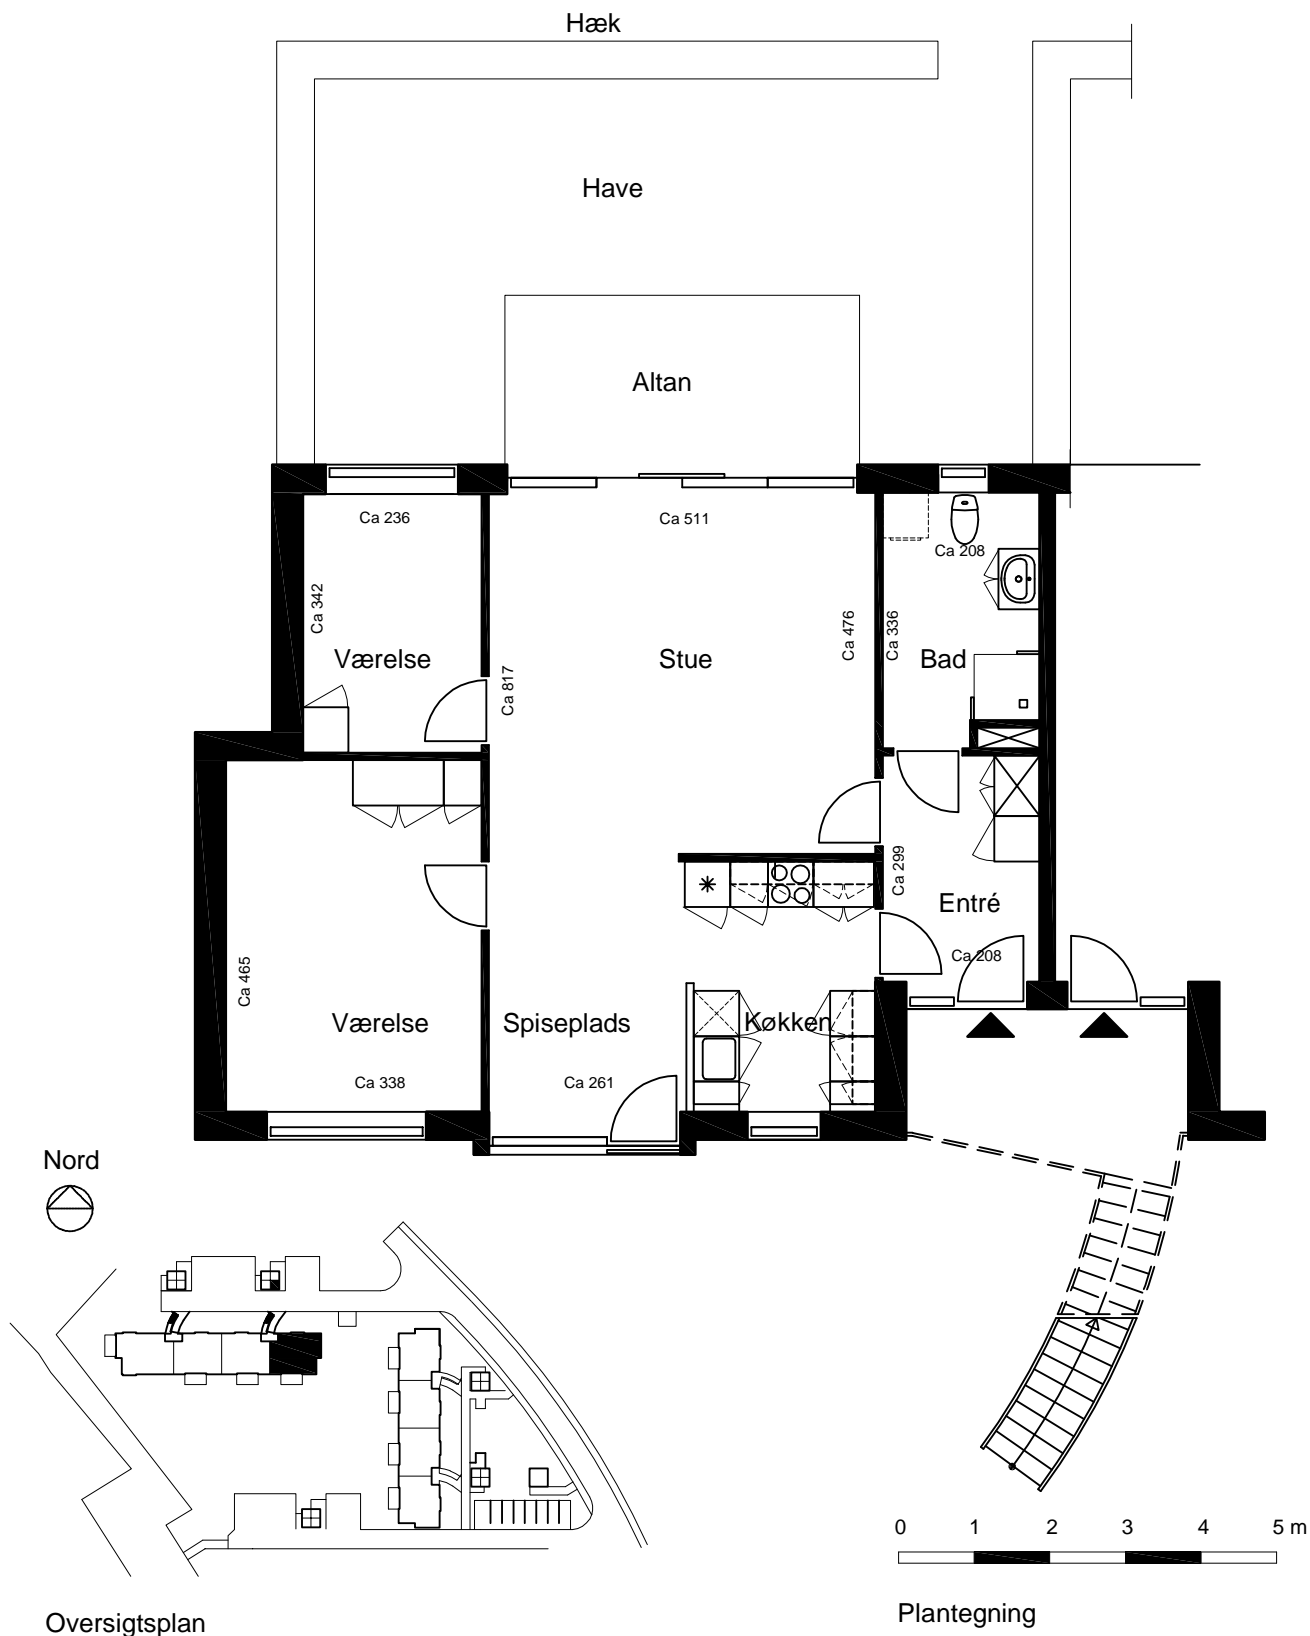 Hæk
Have
Altan
Ca 236
Ca 511
Ca 208
Ca 342
Ca 476
Ca 336
Værelse
Stue
Bad
Ca 817
Ca 299
Entré
Ca 208
Ca 465
Værelse
Spiseplads
Køkken
Ca 338
Ca 261
Nord
0 1 2 3 4 5 m
Plantegning
Oversigtsplan